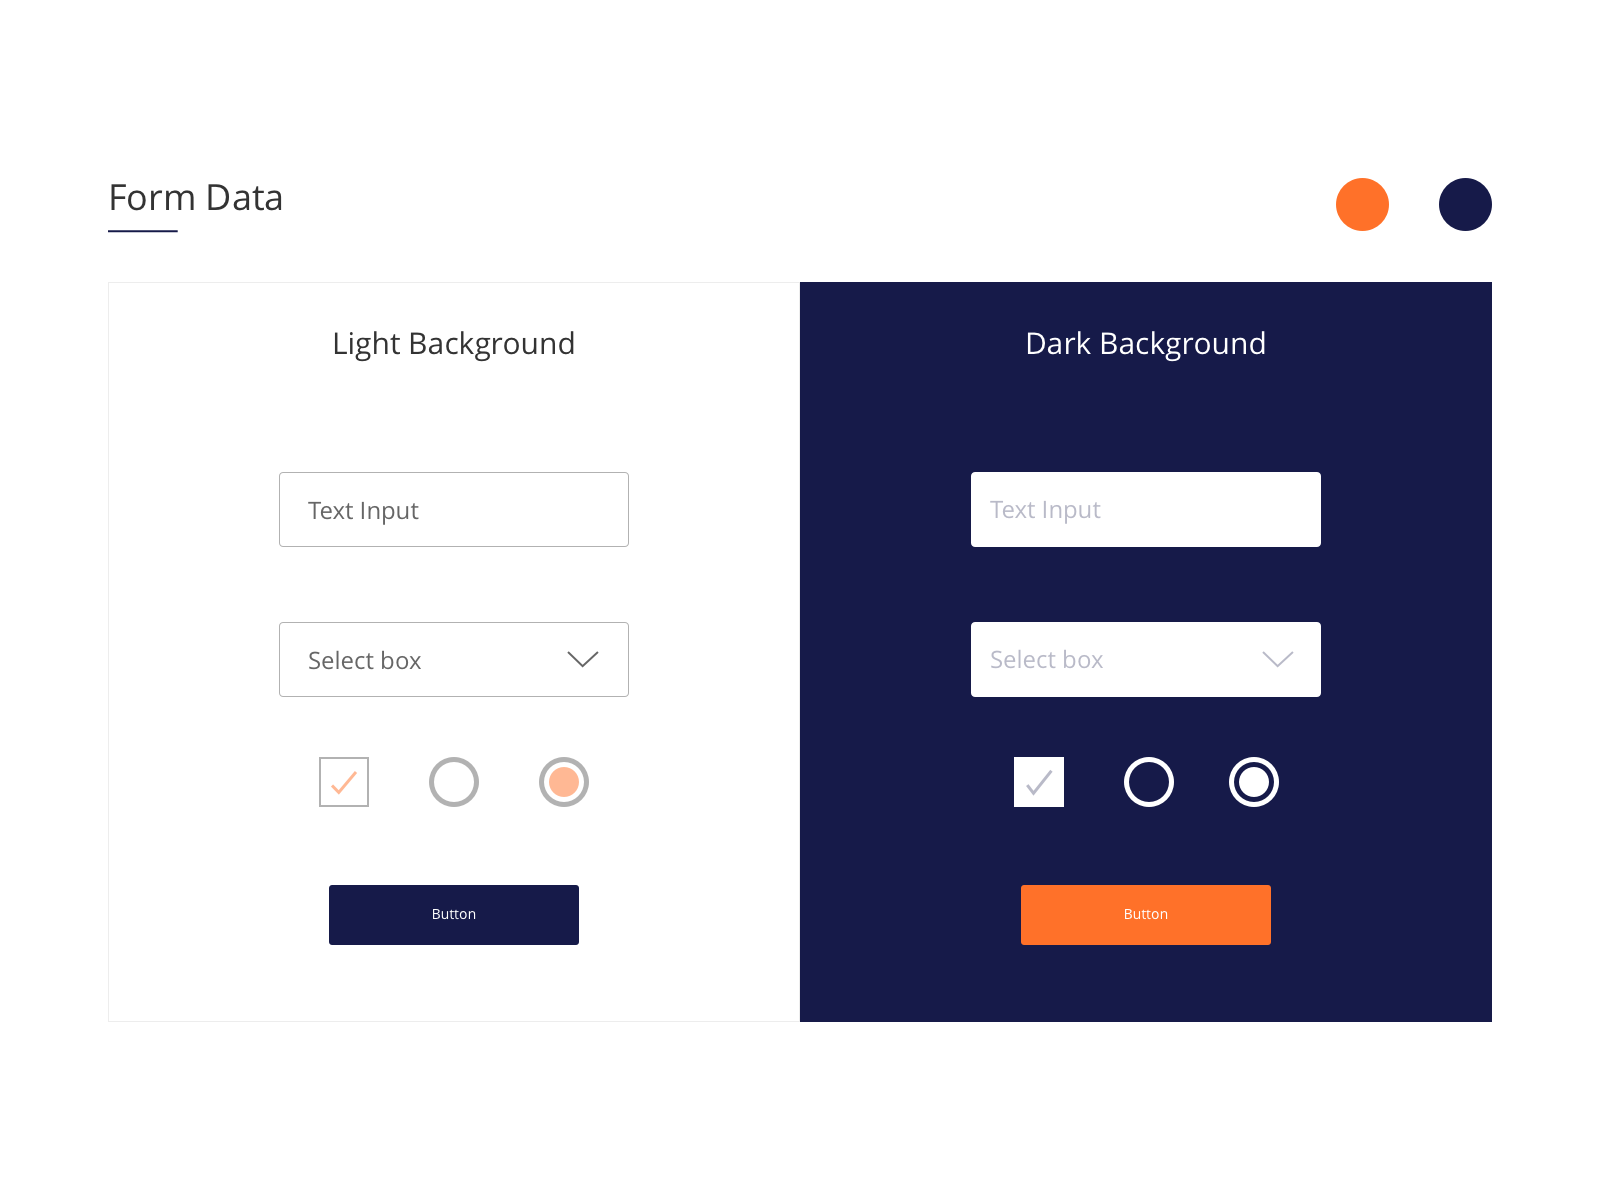 Form Data
Light Background
Text Input
Select box
Button
Dark Background
Text Input
Select box
Button